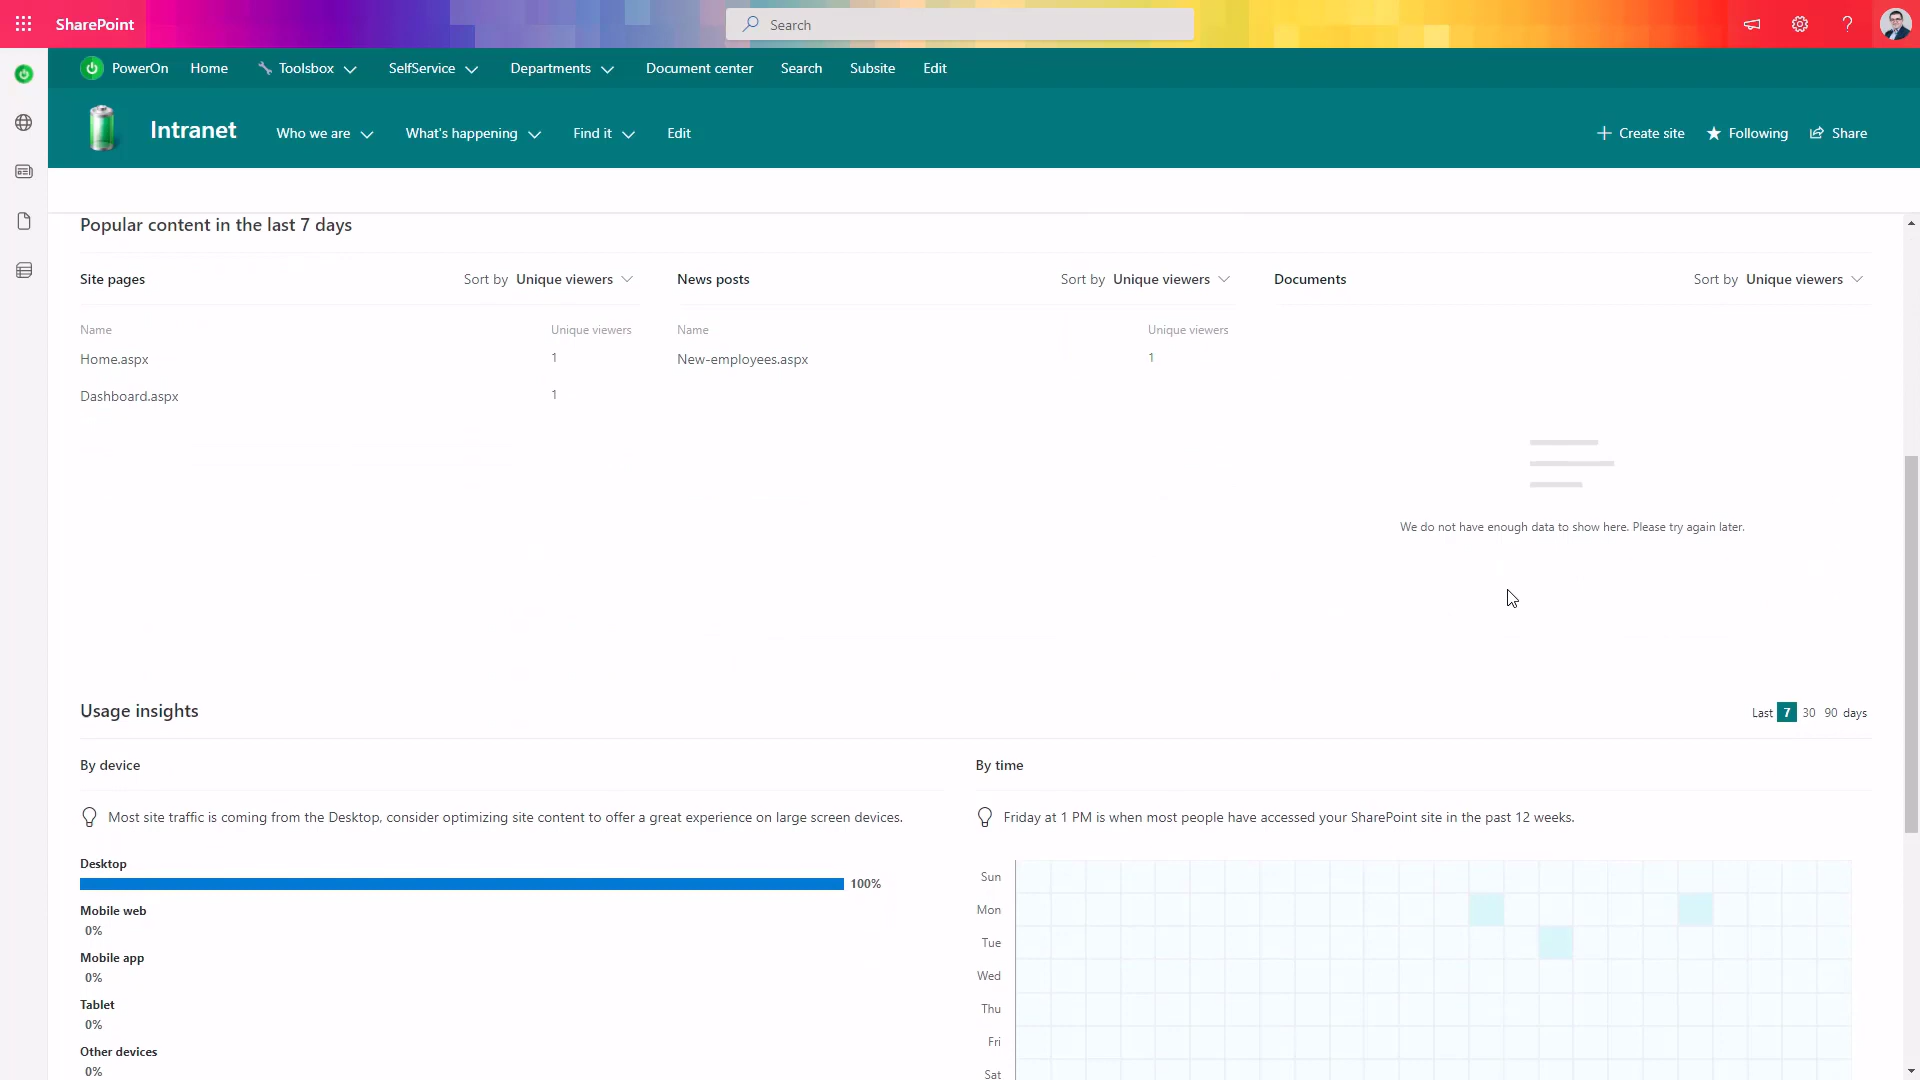 SharePoint
Search
PowerOn Home Toolsbox SelfService Departments Document center Search Subsite Edit
Intranet Who we are What's happening Find it Edit Create site Following Share
Popular content in the last 7 days
Site pages Sort by Unique viewers News posts Sort by Unique viewers Documents Sort by Unique viewers
Name Unique viewers Name Unique viewers
Home.aspx 1 New-employees.aspx 1
Dashboard.aspx 1
We do not have enough data to show here. Please try again later.
Usage insights Last 7 30 90 days
By device By time
Most site traffic is coming from the Desktop, consider optimizing site content to offer a great experience on large screen devices.
Friday at 1 PM is when most people have accessed your SharePoint site in the past 12 weeks.
Desktop
100%
Mobile web
0%
Mobile app
0%
Tablet
0%
Other devices
0%
Sun
Mon
Tue
Wed
Thu
Fri
Sat